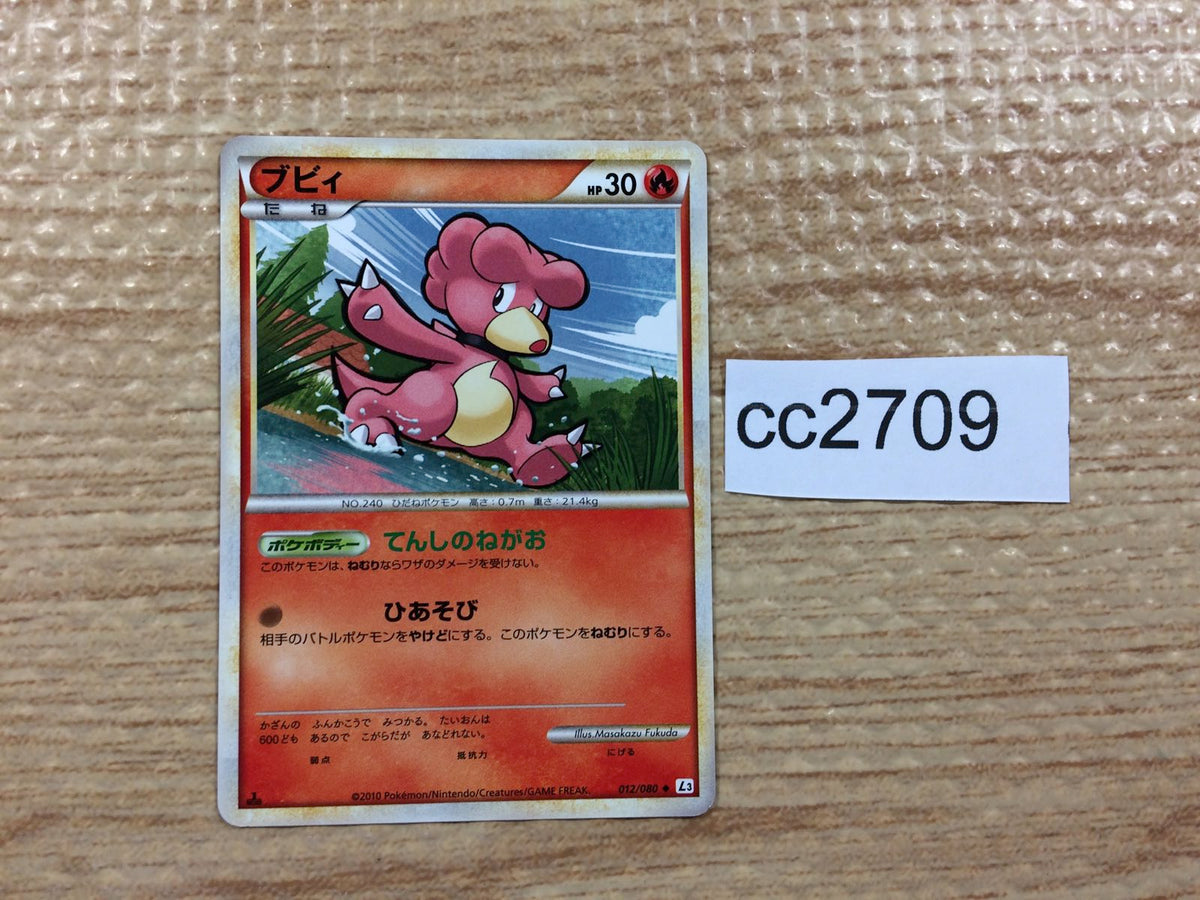 ブビィ
HP 30
たね
NO.240 ひだねポケモン 高さ:0.7m 重さ:21.4kg
ポケボディー てんしのねがお
このポケモンは、ねむりならワザのダメージを受けない。
ひあそび
相手のバトルポケモンをやけどにする。このポケモンをねむりにする。
かざんの ふんかこうで みつかる。たいおんは
600ども あるので こがらだが あなどれない。
Illus.Masakazu Fukuda
弱点 抵抗力 にげる
©2010 Pokémon/Nintendo/Creatures/GAME FREAK.
012/080 ◆ L3
cc2709